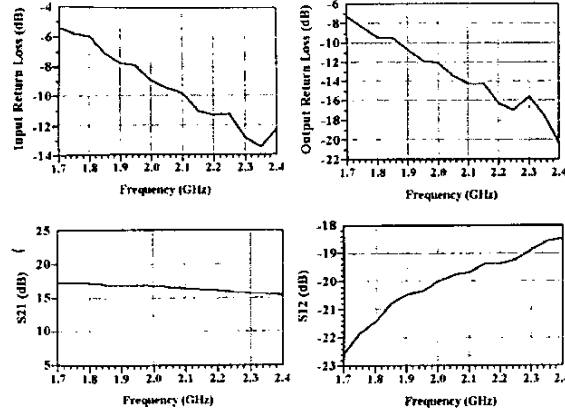 Input Return Loss (dB)
-4
-6
-8
-10
-12
-14
1.7 1.8 1.9 2.0 2.1 2.2 2.3 2.4
Frequency (GHz)
Output Return Loss (dB)
-6
-8
-10
-12
-14
-16
-18
-20
-22
1.7 1.8 1.9 2.0 2.1 2.2 2.3 2.4
Frequency (GHz)
S21 (dB)
25
20
15
10
5
1.7 1.8 1.9 2.0 2.1 2.2 2.3 2.4
Frequency (GHz)
S12 (dB)
-18
-19
-20
-21
-22
-23
1.7 1.8 1.9 2.0 2.1 2.2 2.3 2.4
Frequency (GHz)